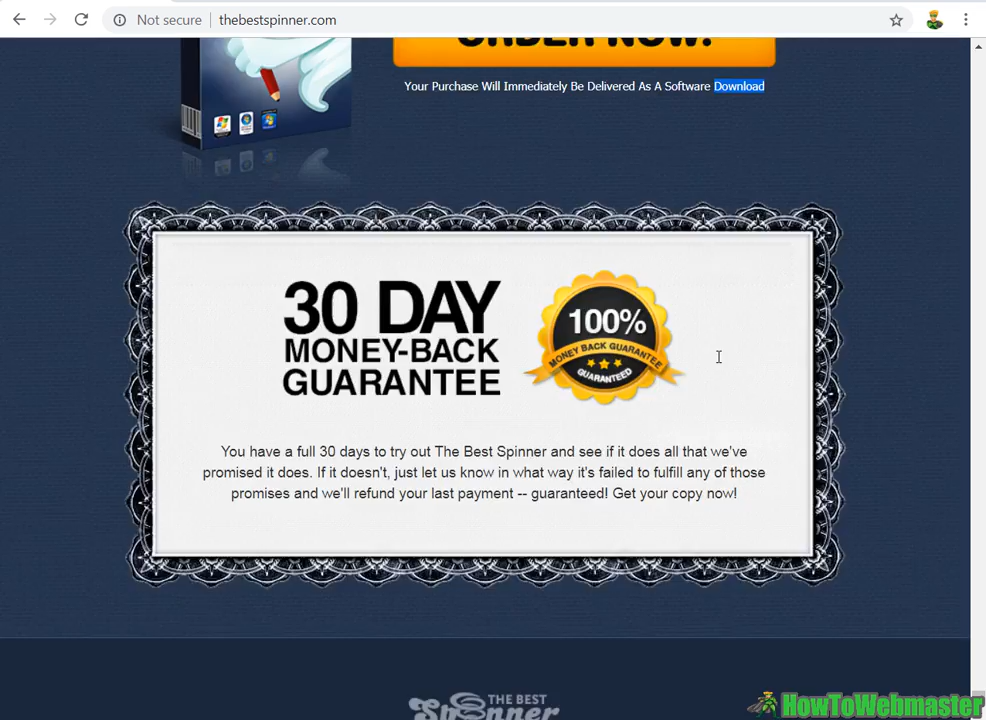 Not secure
thebestspinner.com
ORDER NOW!
Your Purchase Will Immediately Be Delivered As A Software Download
30 DAY
MONEY-BACK
GUARANTEE
100%
MONEY BACK GUARANTEE
GUARANTEED
You have a full 30 days to try out The Best Spinner and see if it does all that we've
promised it does. If it doesn't, just let us know in what way it's failed to fulfill any of those
promises and we'll refund your last payment -- guaranteed! Get your copy now!
THE BEST
Spinner
HowToWebmaster